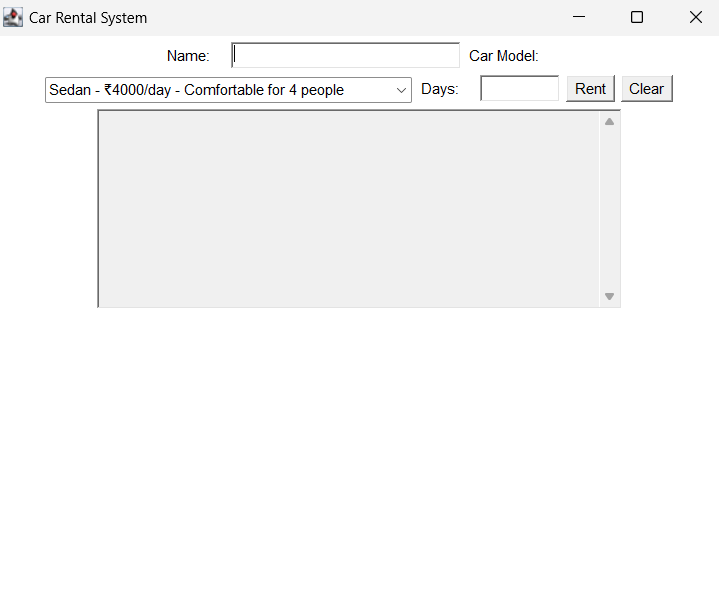 Car Rental System
Name: Car Model:
Sedan - ₹4000/day - Comfortable for 4 people Days: Rent Clear